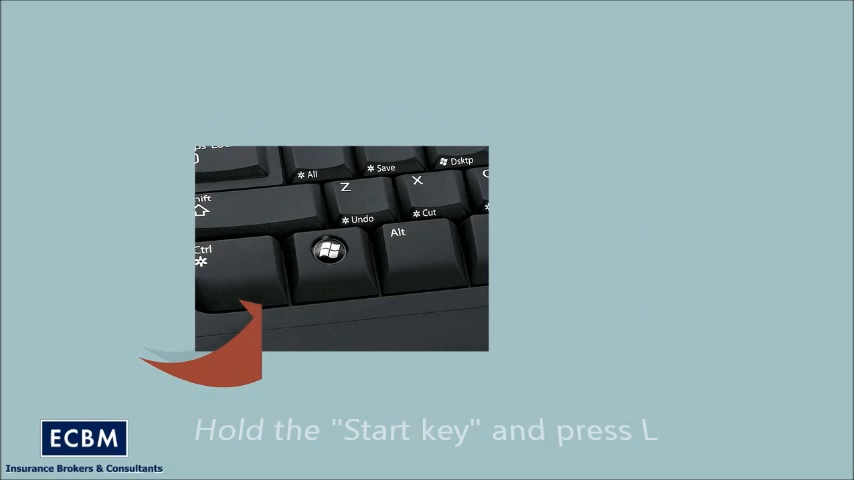 All
Save
Dsktp
Z
X
Undo
Cut
Ctrl
Alt
Hold the "Start key" and press L
ECBM
Insurance Brokers & Consultants